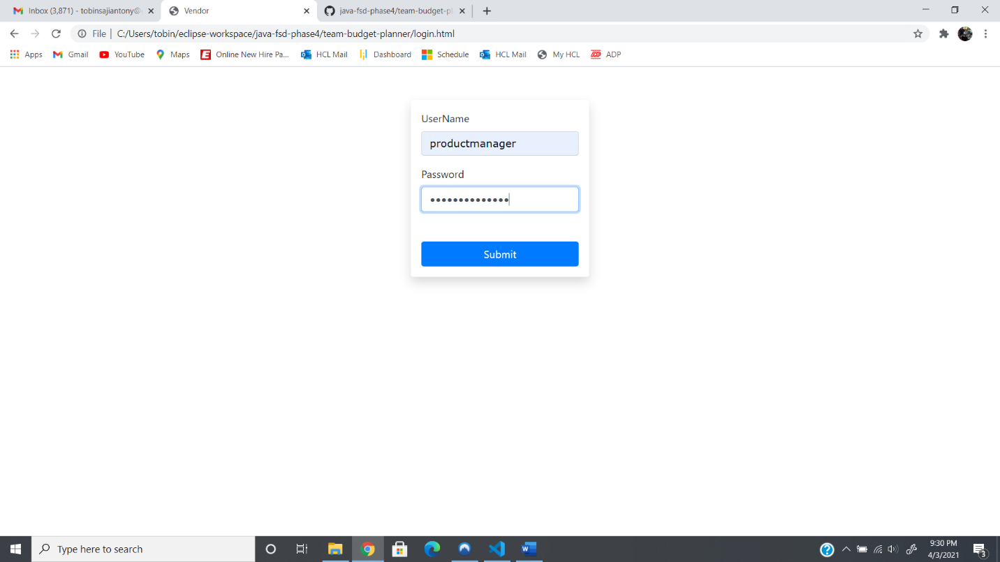 Inbox (3,871) - tobinsajiantony@
Vendor
java-fsd-phase4/team-budget-pl
File
C:/Users/tobin/eclipse-workspace/java-fsd-phase4/team-budget-planner/login.html
Apps
Gmail
YouTube
Maps
Online New Hire Pa...
HCL Mail
Dashboard
Schedule
HCL Mail
My HCL
ADP
UserName
productmanager
Password
••••••••••••••
Submit
Type here to search
9:30 PM
4/3/2021
3